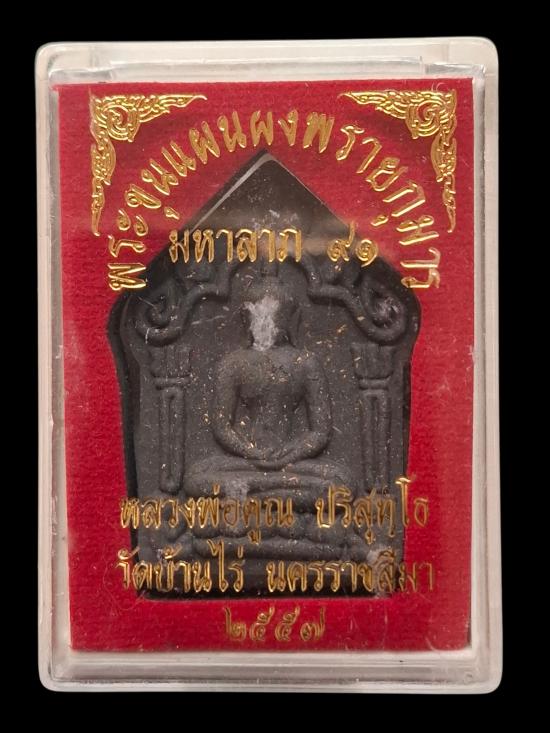 พระขุนแผนผงพรายกุมาร
มหาลาภ ๙๑
หลวงพ่อคูณ ปริสุทฺโธ
วัดบ้านไร่ นครราชสีมา
๒๕๕๗